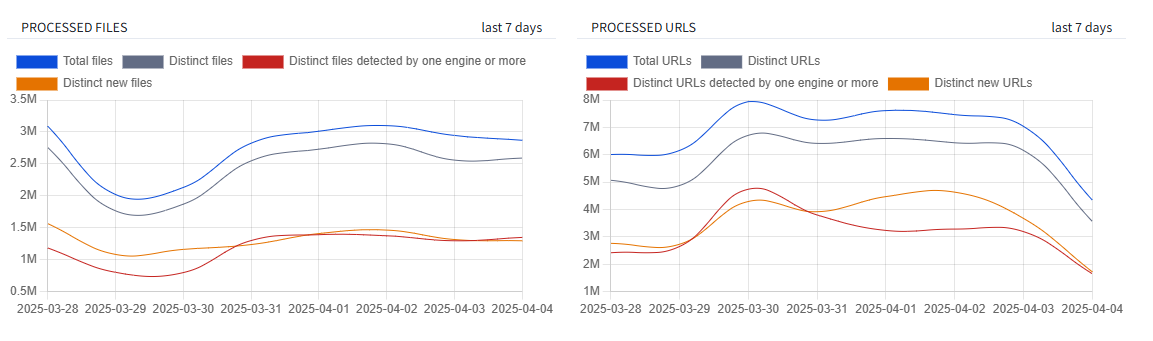 PROCESSED FILES last 7 days
Total files Distinct files Distinct files detected by one engine or more
Distinct new files
3.5M
3M
2.5M
2M
1.5M
1M
0.5M
2025-03-28 2025-03-29 2025-03-30 2025-03-31 2025-04-01 2025-04-02 2025-04-03 2025-04-04
PROCESSED URLS last 7 days
Total URLs Distinct URLs
Distinct URLs detected by one engine or more Distinct new URLs
8M
7M
6M
5M
4M
3M
2M
1M
2025-03-28 2025-03-29 2025-03-30 2025-03-31 2025-04-01 2025-04-02 2025-04-03 2025-04-04